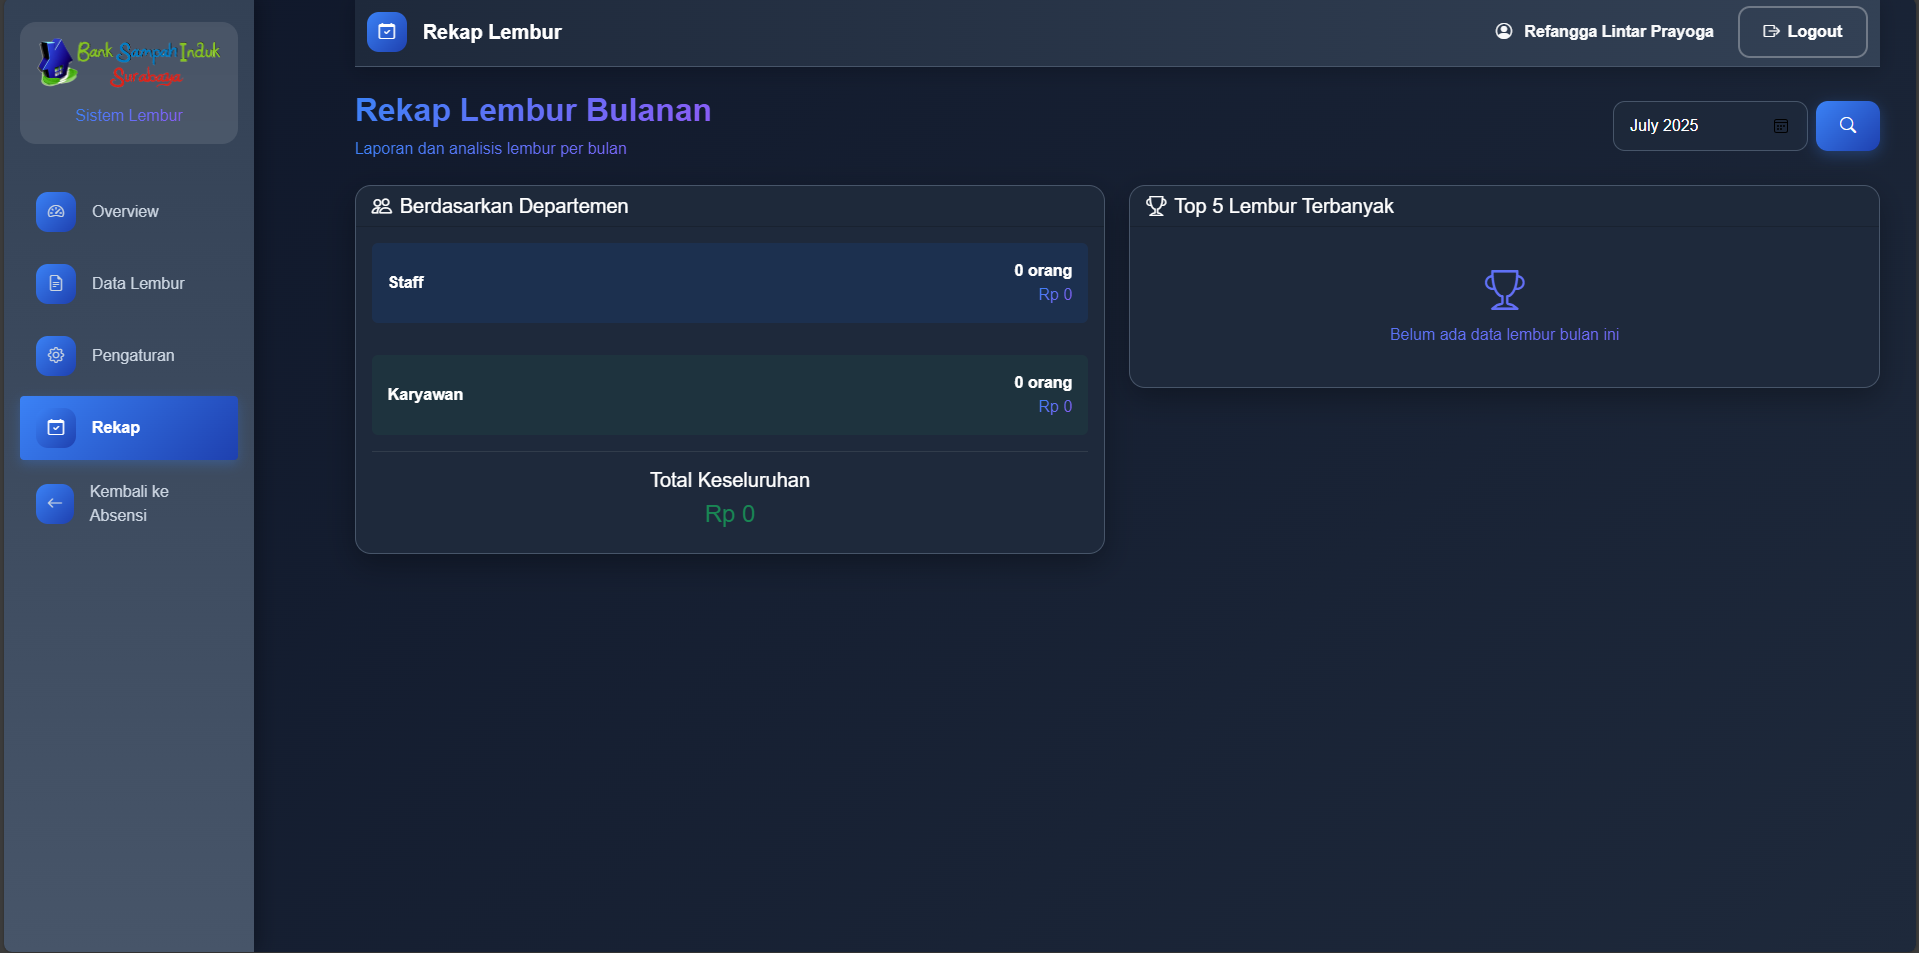 Bank Sampah Induk
Surabaya
Sistem Lembur
Overview
Data Lembur
Pengaturan
Rekap
Kembali ke
Absensi
Rekap Lembur
Refangga Lintar Prayoga
Logout
Rekap Lembur Bulanan
Laporan dan analisis lembur per bulan
July 2025
Berdasarkan Departemen
Staff
0 orang
Rp 0
Karyawan
0 orang
Rp 0
Total Keseluruhan
Rp 0
Top 5 Lembur Terbanyak
Belum ada data lembur bulan ini